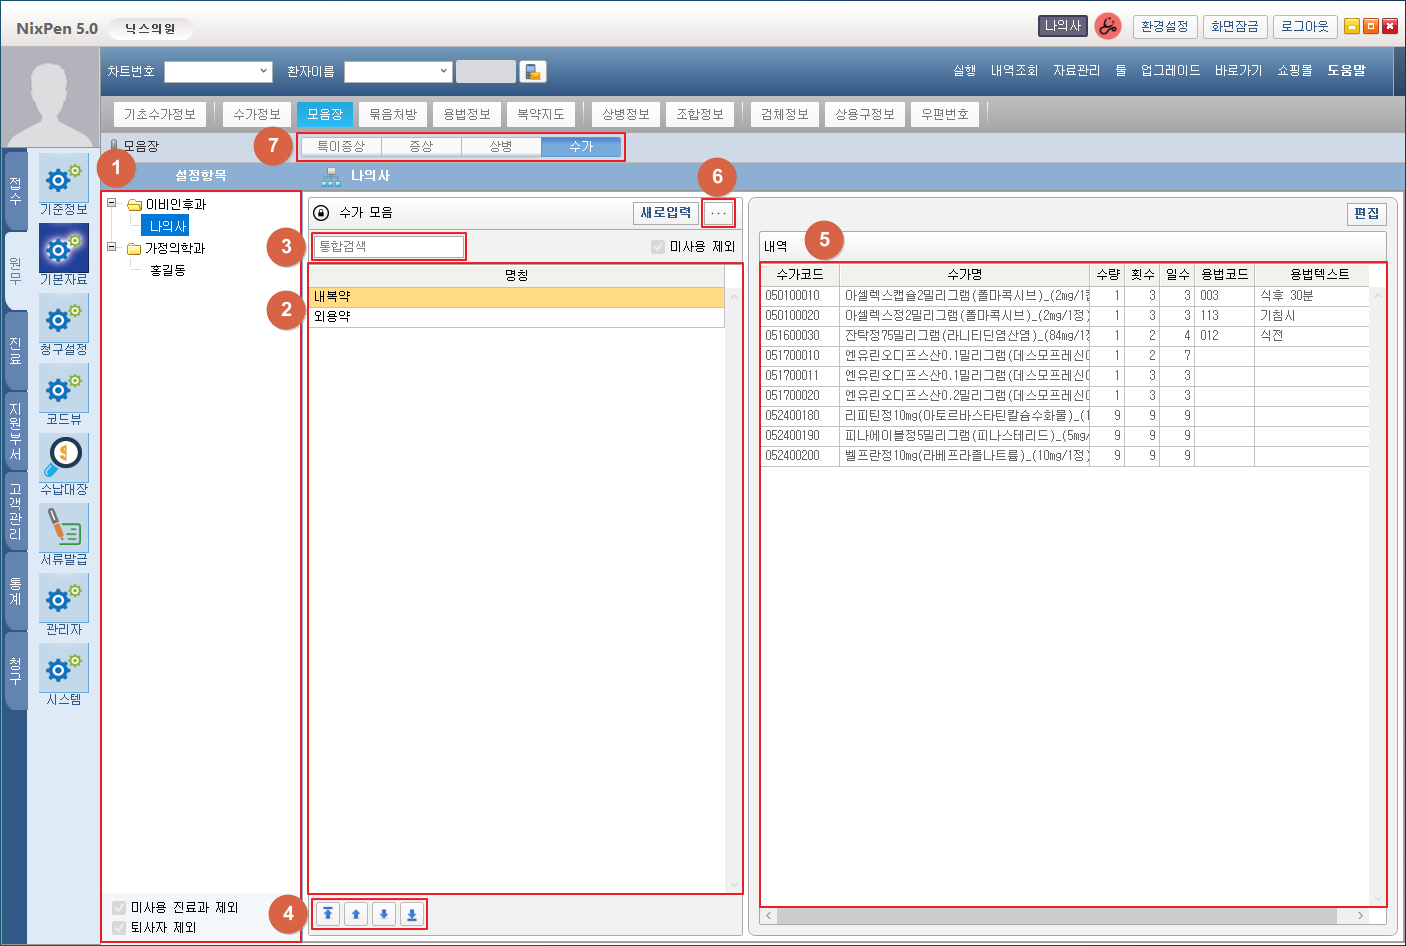 NixPen 5.0 닉스의원 나의사 환경설정 화면잠금 로그아웃
차트번호 환자이름 실행 내역조회 자료관리 툴 업그레이드 바로가기 쇼핑몰 도움말
기초수가정보 수가정보 모음장 묶음처방 용법정보 복약지도 상병정보 조합정보 검체정보 상용구정보 우편번호
모음장 7 특이증상 증상 상병 수가
1 설정항목 나의사 6
접수
원무
진료
지원부서
고객관리
통계
청구
기준정보
기본자료
청구설정
코드뷰
수납대장
서류발급
관리자
시스템
이비인후과
나의사
가정의학과
홍길동
미사용 진료과 제외
퇴사자 제외
수가 모음 새로입력 ...
3 통합검색 미사용 제외
명칭
2
내복약
외용약
4
편집
내역 5
수가코드 수가명 수량 횟수 일수 용법코드 용법텍스트
050100010 아셀렉스캡슐2밀리그램(폴마콕시브)_(2mg/1캡 1 3 3 003 식후 30분
050100020 아셀렉스정2밀리그램(폴마콕시브)_(2mg/1정) 1 3 3 113 기침시
051600030 잔탁정75밀리그램(라니티딘염산염)_(84mg/1정 1 2 4 012 식전
051700010 엔유린오디프스산0.1밀리그램(데스모프레신 1 2 7
051700011 엔유린오디프스산0.1밀리그램(데스모프레신 1 3 3
051700020 엔유린오디프스산0.2밀리그램(데스모프레신 1 3 3
052400180 리피틴정10mg(아토르바스타틴칼슘수화물)_(1 9 9 9
052400190 피나에이블정5밀리그램(피나스테리드)_(5mg/ 9 9 9
052400200 벨프란정10mg(라베프라졸나트륨)_(10mg/1정) 9 9 9